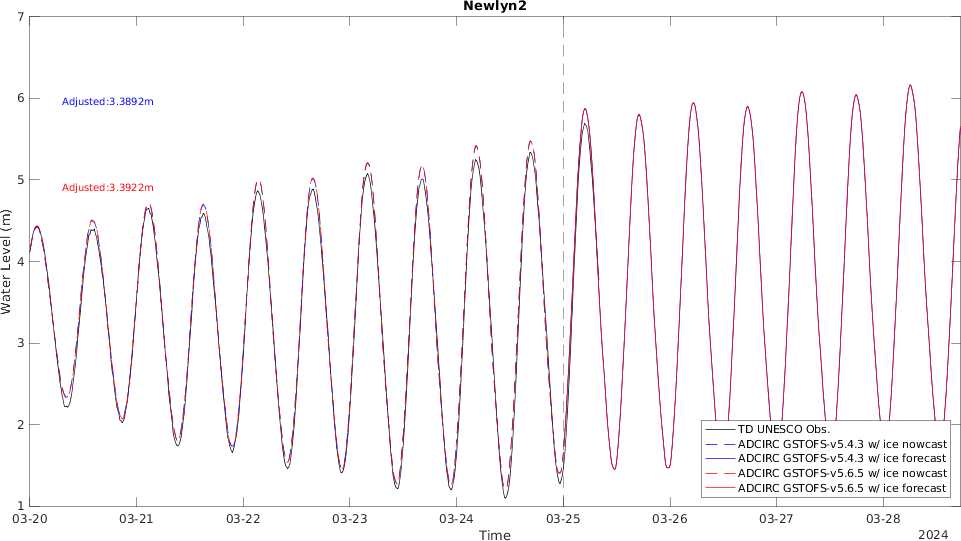 Newlyn2
7
6
5
4
3
2
1
Water Level (m)
Adjusted:3.3892m
Adjusted:3.3922m
TD UNESCO Obs.
ADCIRC GSTOFS-v5.4.3 w/ ice nowcast
ADCIRC GSTOFS-v5.4.3 w/ ice forecast
ADCIRC GSTOFS-v5.6.5 w/ ice nowcast
ADCIRC GSTOFS-v5.6.5 w/ ice forecast
03-20 03-21 03-22 03-23 03-24 03-25 03-26 03-27 03-28
Time
2024